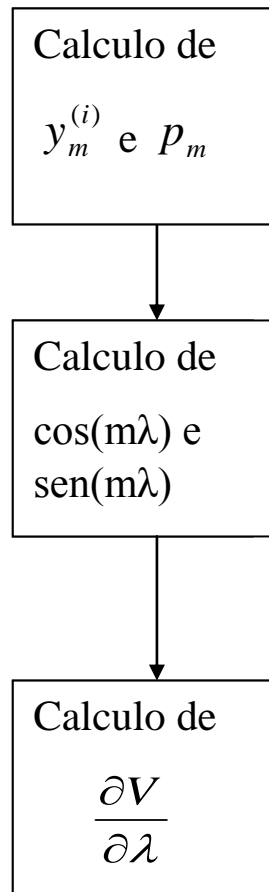 Calculo de
y_m^{(i)} e p_m
Calculo de
cos(mλ) e
sen(mλ)
Calculo de
∂V
∂λ